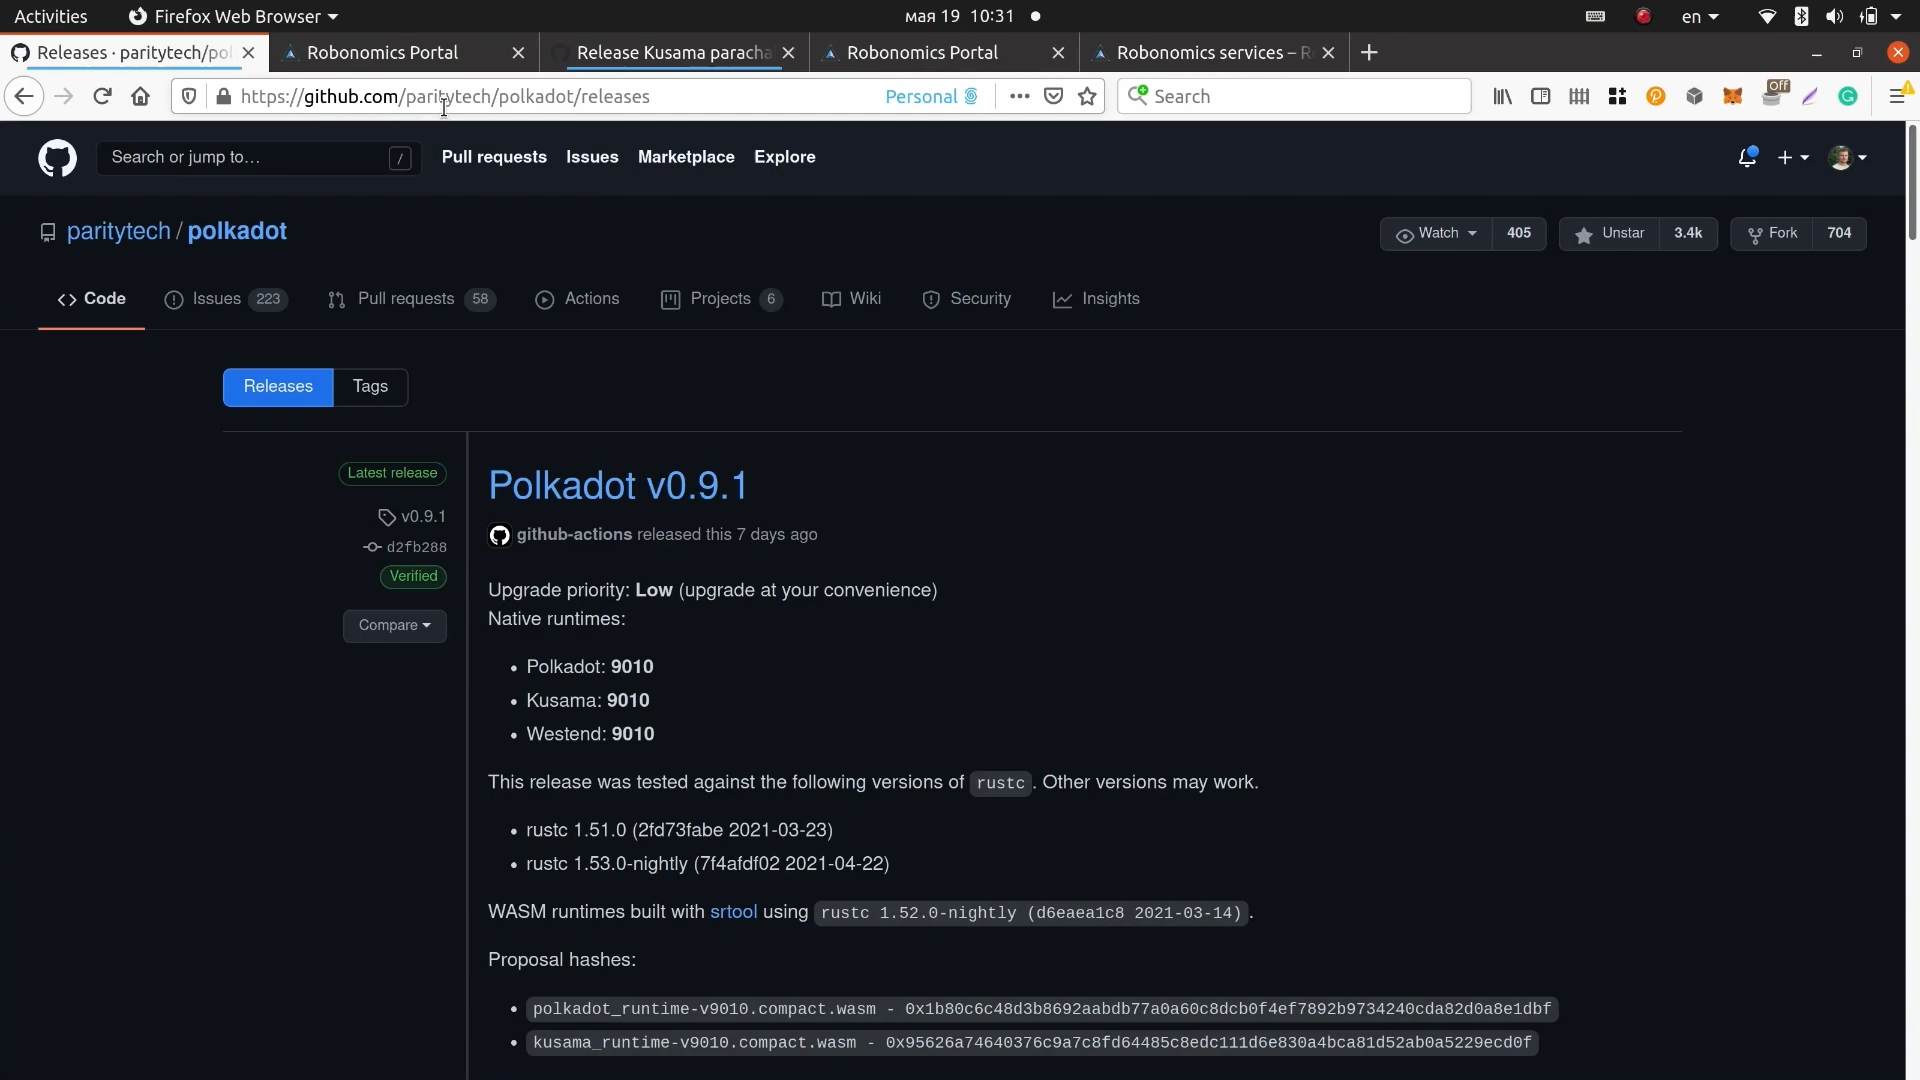 Activities Firefox Web Browser мая 19 10:31 en
Releases · paritytech/pol Robonomics Portal Release Kusama paracha Robonomics Portal Robonomics services – R
https://github.com/paritytech/polkadot/releases Personal Search Off
Search or jump to… / Pull requests Issues Marketplace Explore
paritytech / polkadot Watch 405 Unstar 3.4k Fork 704
Code Issues 223 Pull requests 58 Actions Projects 6 Wiki Security Insights
Releases Tags
Latest release
v0.9.1
d2fb288
Verified
Compare
Polkadot v0.9.1
github-actions released this 7 days ago
Upgrade priority: Low (upgrade at your convenience)
Native runtimes:
• Polkadot: 9010
• Kusama: 9010
• Westend: 9010
This release was tested against the following versions of rustc. Other versions may work.
• rustc 1.51.0 (2fd73fabe 2021-03-23)
• rustc 1.53.0-nightly (7f4afdf02 2021-04-22)
WASM runtimes built with srtool using rustc 1.52.0-nightly (d6eaea1c8 2021-03-14).
Proposal hashes:
• polkadot_runtime-v9010.compact.wasm - 0x1b80c6c48d3b8692aabdb77a0a60c8dcb0f4ef7892b9734240cda82d0a8e1dbf
• kusama_runtime-v9010.compact.wasm - 0x95626a74640376c9a7c8fd64485c8edc111d6e830a4bca81d52ab0a5229ecd0f